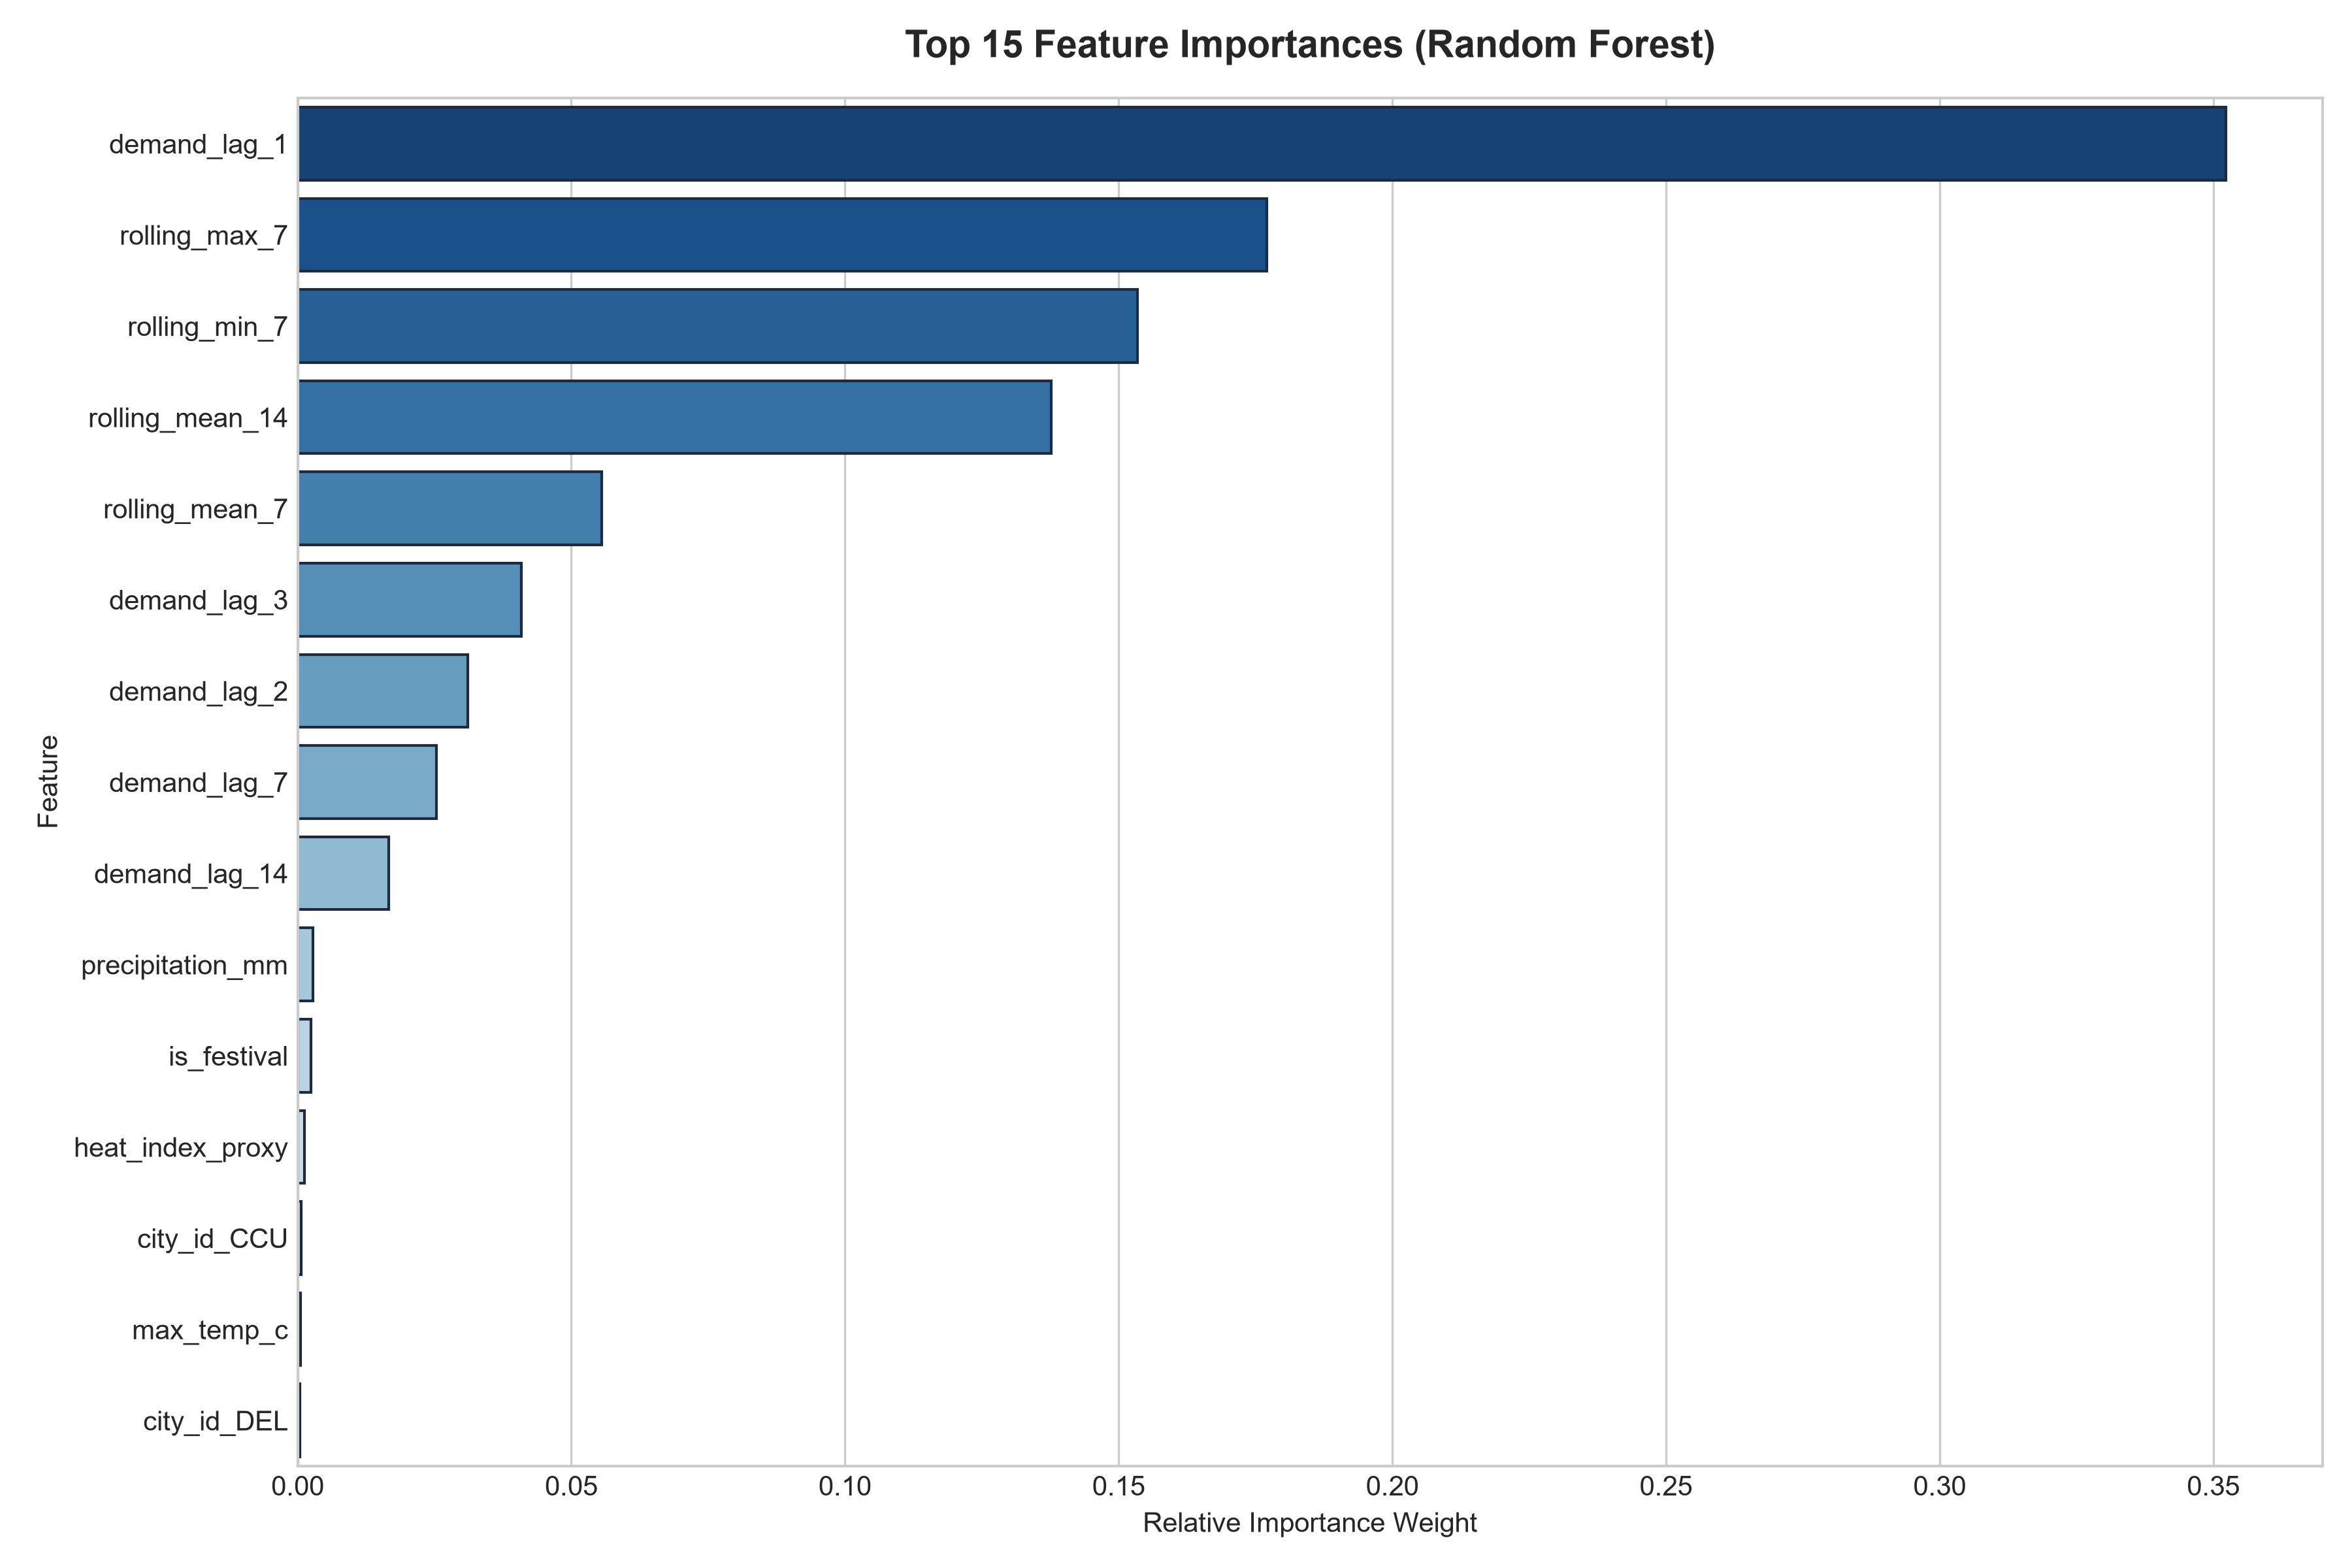 Top 15 Feature Importances (Random Forest)
demand_lag_1
rolling_max_7
rolling_min_7
rolling_mean_14
rolling_mean_7
demand_lag_3
demand_lag_2
demand_lag_7
demand_lag_14
precipitation_mm
is_festival
heat_index_proxy
city_id_CCU
max_temp_c
city_id_DEL
Feature
0.00 0.05 0.10 0.15 0.20 0.25 0.30 0.35
Relative Importance Weight